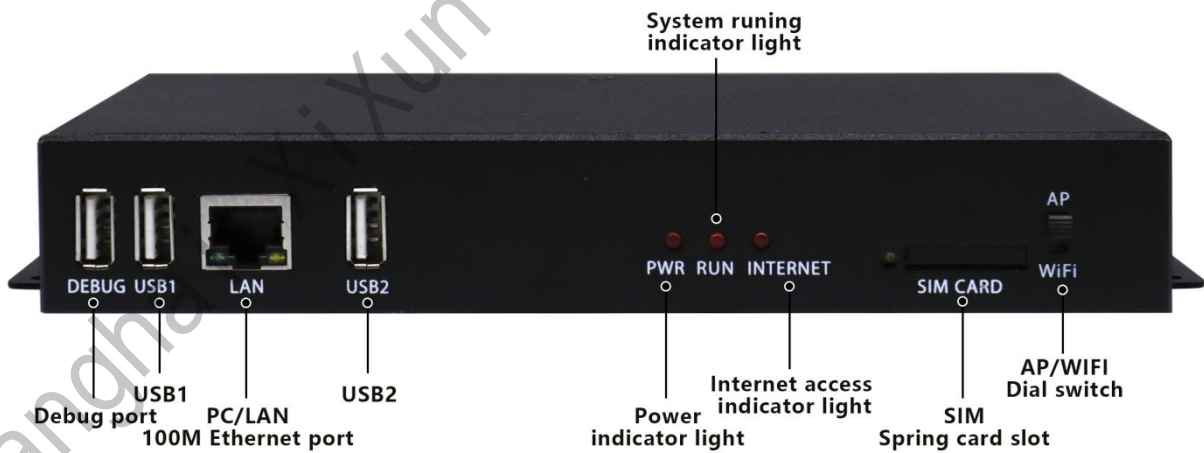 System runing
indicator light
AP
PWR RUN INTERNET
WiFi
DEBUG USB1 LAN USB2
SIM CARD
USB1
Debug port
PC/LAN
100M Ethernet port
USB2
Power
indicator light
Internet access
indicator light
SIM
Spring card slot
AP/WIFI
Dial switch
Xi Xun